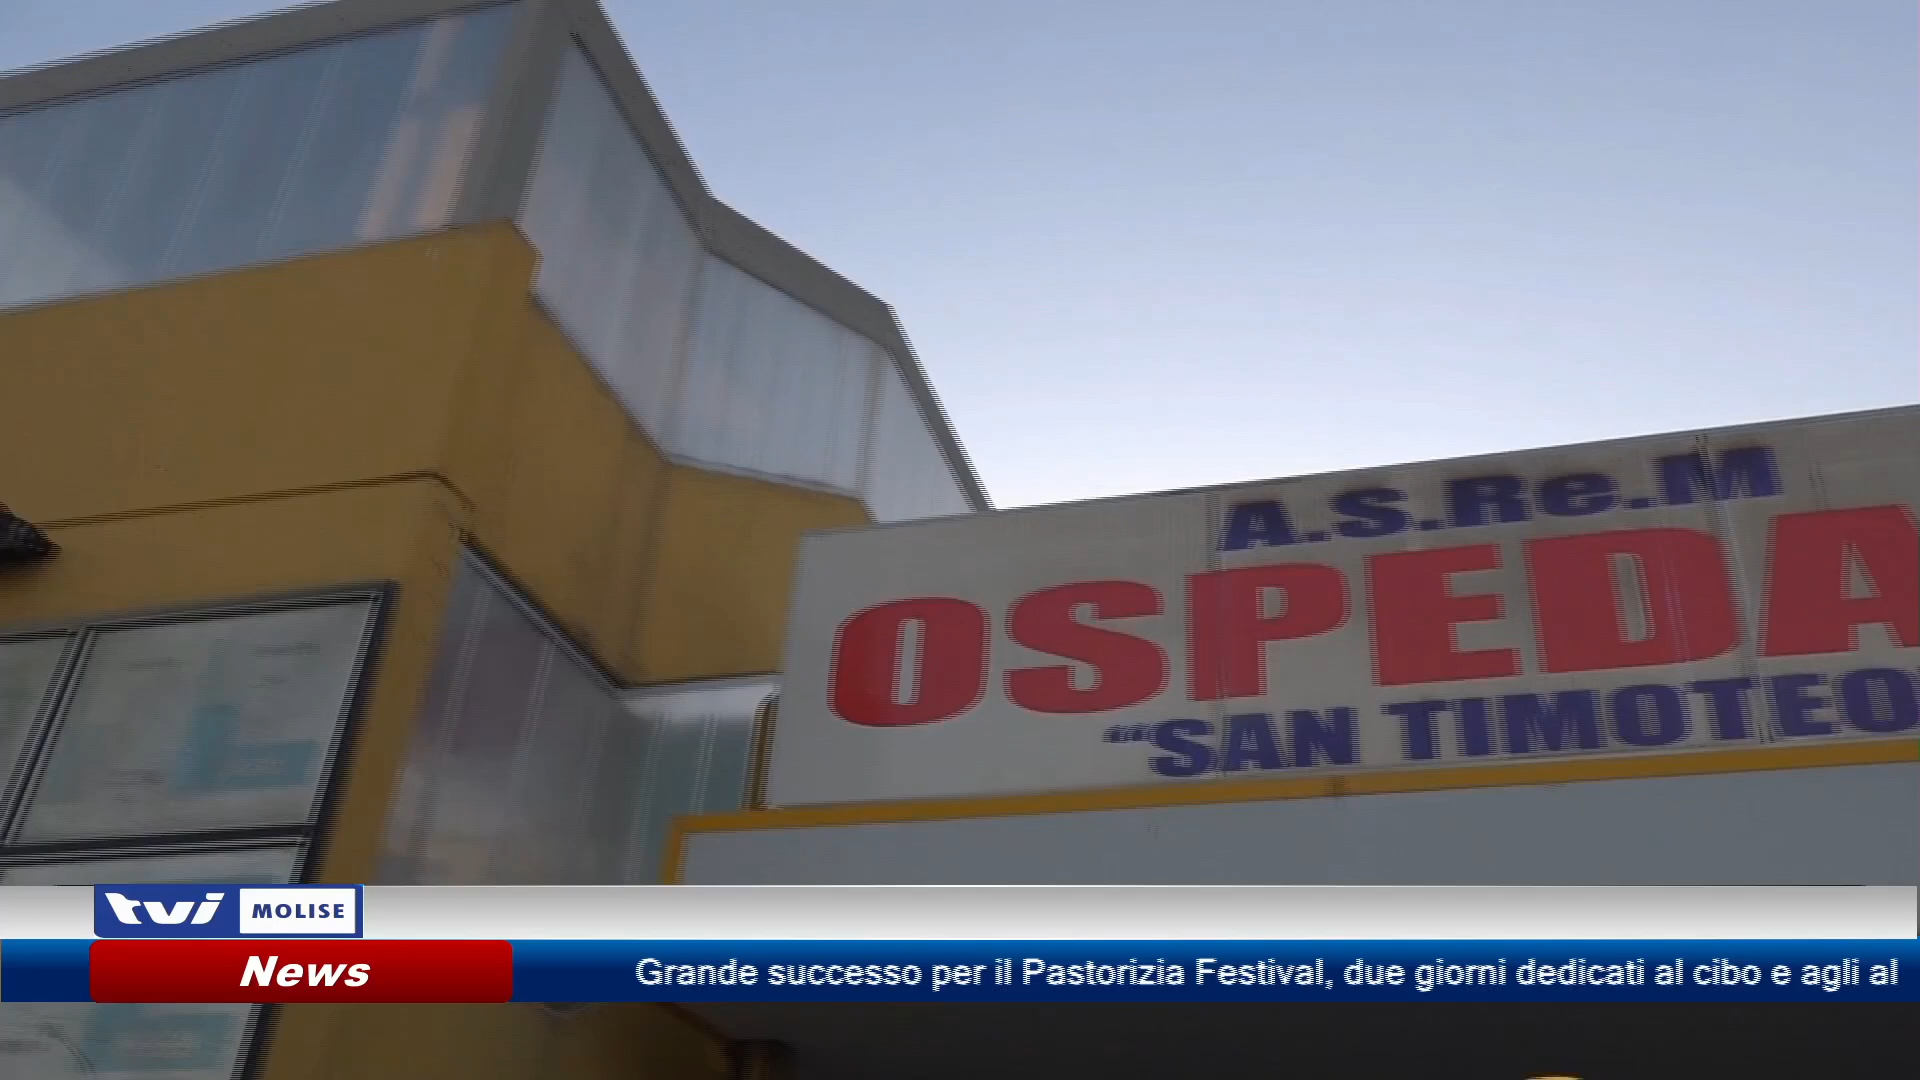 A.S.Re.M
OSPEDA
"SAN TIMOTEO"
tvi MOLISE
News
Grande successo per il Pastorizia Festival, due giorni dedicati al cibo e agli al